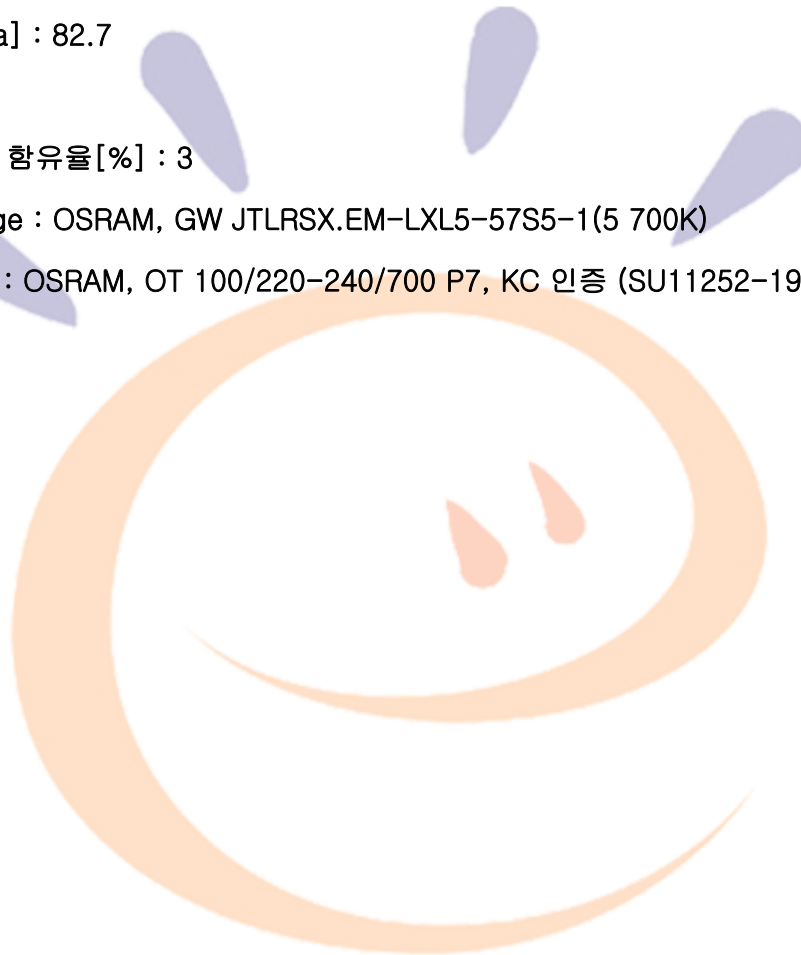 a] : 82.7
함유율[%] : 3
ge : OSRAM, GW JTLRSX.EM-LXL5-57S5-1(5 700K)
: OSRAM, OT 100/220-240/700 P7, KC 인증 (SU11252-19